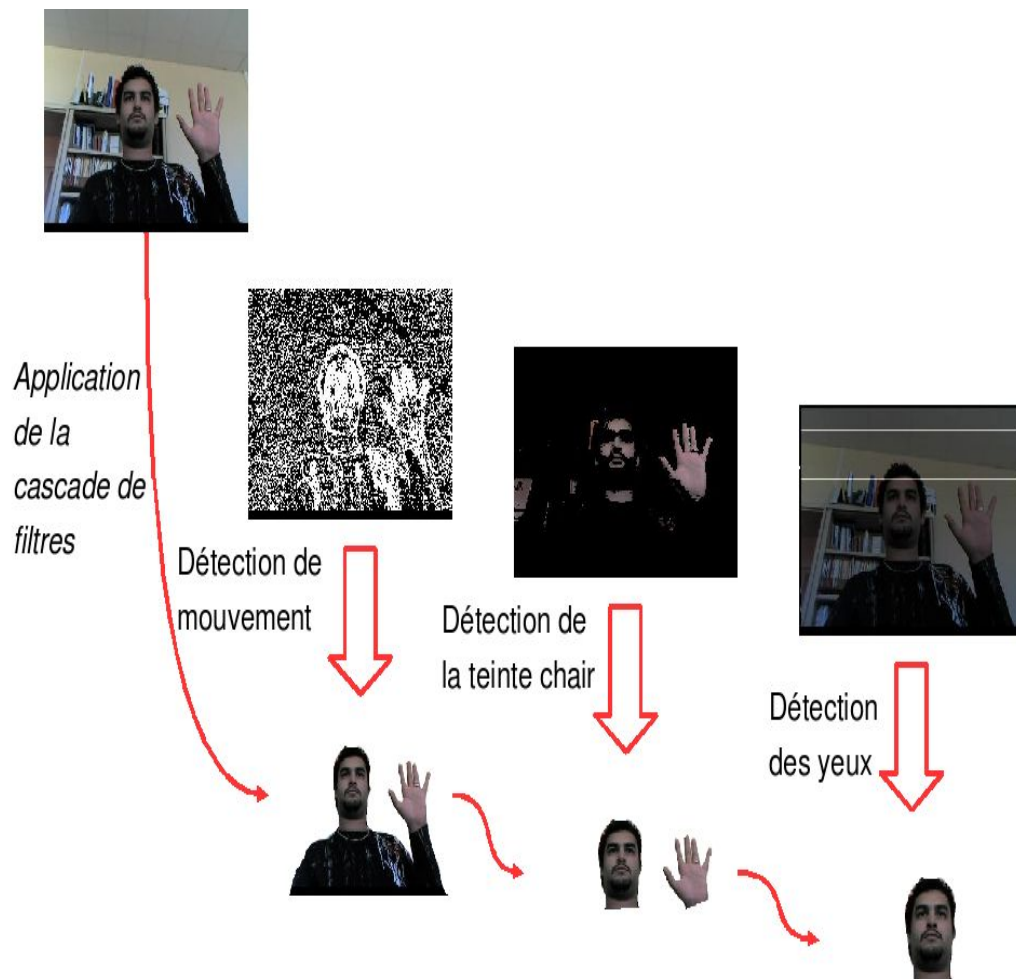 Application
de la
cascade de
filtres
Détection de
mouvement
Détection de
la teinte chair
Détection
des yeux